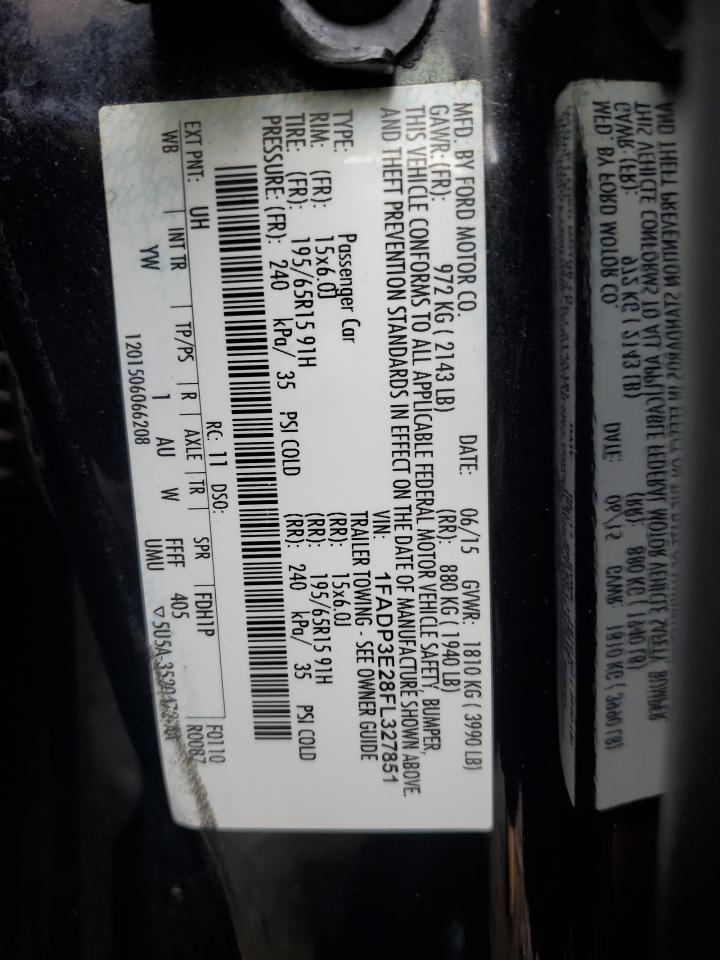 MFD. BY FORD MOTOR CO.
DATE: 06/15 GVWR: 1810 KG ( 3990 LB)
GAWR: (FR): 972 KG ( 2143 LB) (RR): 880 KG ( 1940 LB)
THIS VEHICLE CONFORMS TO ALL APPLICABLE FEDERAL MOTOR VEHICLE SAFETY, BUMPER,
AND THEFT PREVENTION STANDARDS IN EFFECT ON THE DATE OF MANUFACTURE SHOWN ABOVE.
VIN: 1FADP3E28FL327851
TYPE: Passenger Car TRAILER TOWING - SEE OWNER GUIDE
RIM: (FR): 15x6.0J (RR): 15x6.0J
TIRE: (FR): 195/65R15 91H (RR): 195/65R15 91H
PRESSURE: (FR): 240 kPa/ 35 PSI COLD (RR): 240 kPa/ 35 PSI COLD
RC: 11 DSO: F0110
EXT PNT: UH FDH1P R0087
WB INT TR TP/PS R AXLE TR SPR
YW 1 AU W FFFF 405
1201506066208 UMU ▽ 5U5A-3520472-